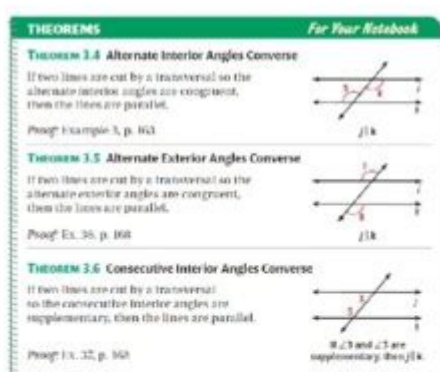 THEOREMS
For Your Notebook
THEOREM 3.4 Alternate Interior Angles Converse
If two lines are cut by a transversal so the
alternate interior angles are congruent,
then the lines are parallel.
Proof: Example 3, p. 163
j ∥ k
THEOREM 3.5 Alternate Exterior Angles Converse
If two lines are cut by a transversal so the
alternate exterior angles are congruent,
then the lines are parallel.
Proof: Ex. 36, p. 168
j ∥ k
THEOREM 3.6 Consecutive Interior Angles Converse
If two lines are cut by a transversal
so the consecutive interior angles are
supplementary, then the lines are parallel.
Proof: Ex. 37, p. 168
If ∠3 and ∠5 are
supplementary, then j ∥ k.